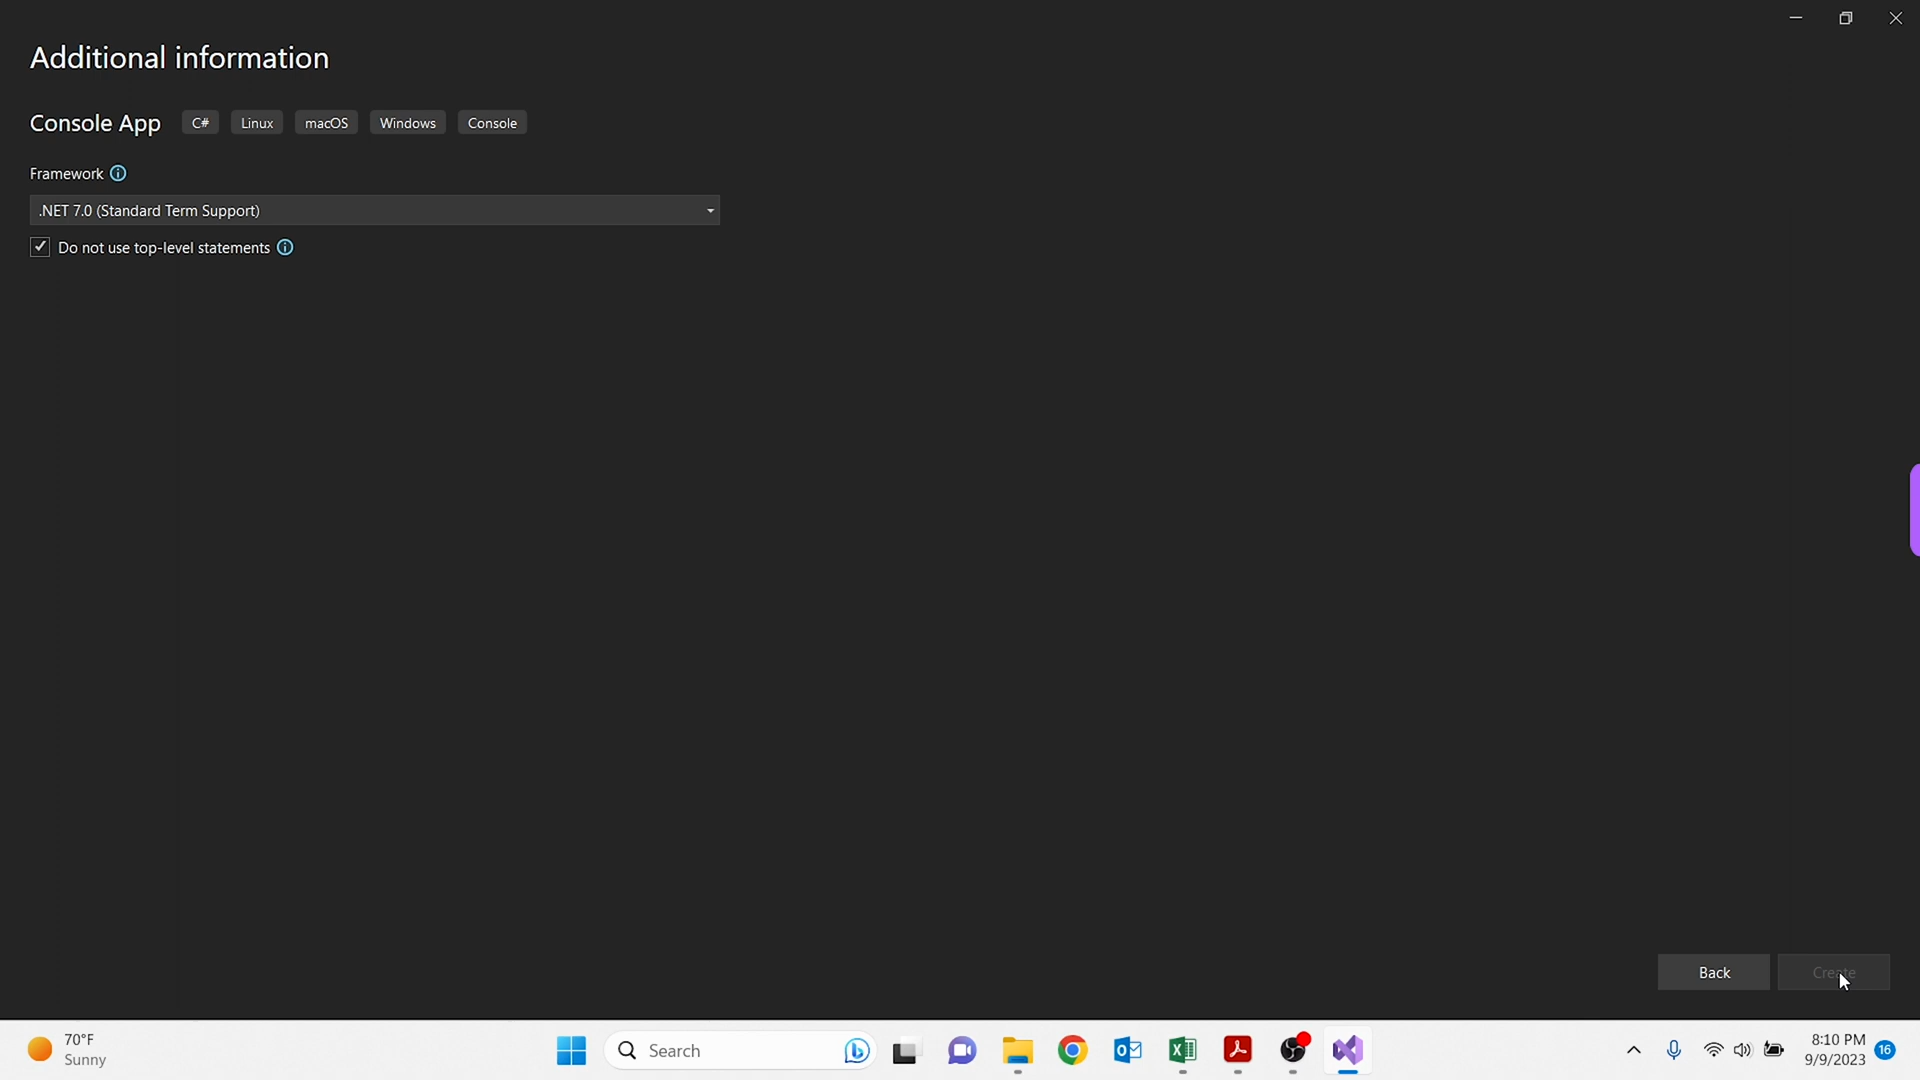 Additional information
Console App C# Linux macOS Windows Console
Framework
.NET 7.0 (Standard Term Support)
Do not use top-level statements
Back Create
70°F
Sunny
Search
8:10 PM
9/9/2023 16